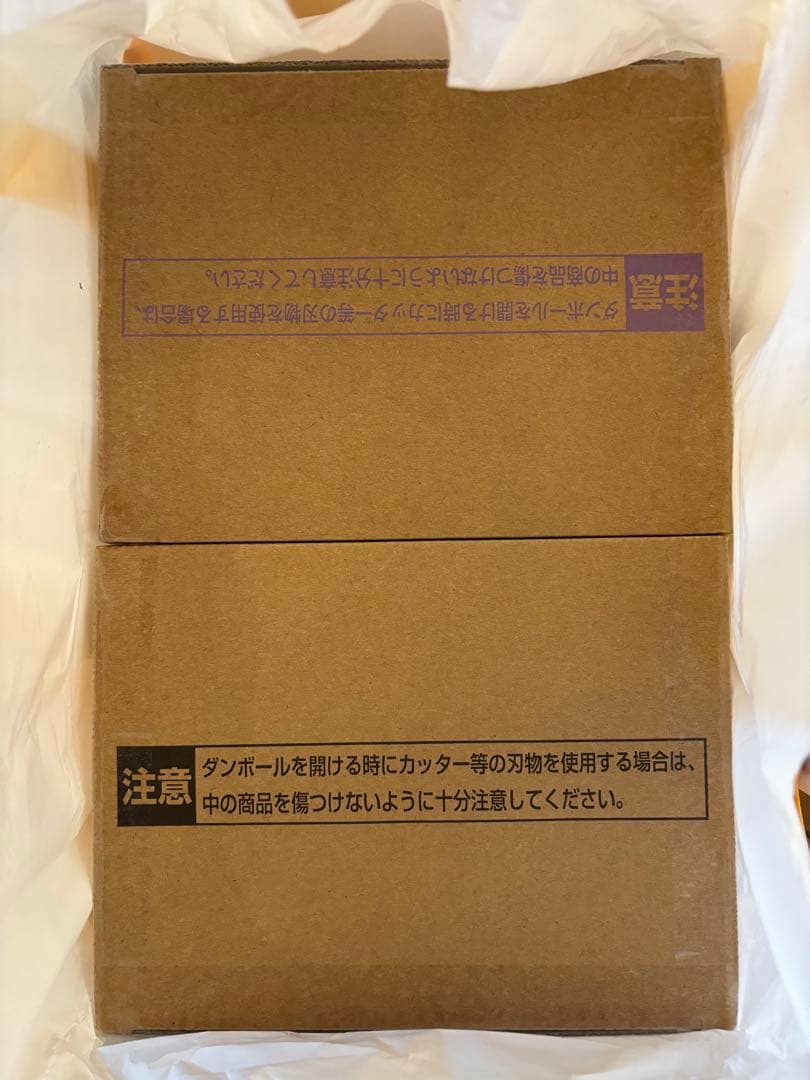 注意
ダンボールを開ける時にカッター等の刃物を使用する場合は、
中の商品を傷つけないように十分注意してください。
注意
ダンボールを開ける時にカッター等の刃物を使用する場合は、
中の商品を傷つけないように十分注意してください。